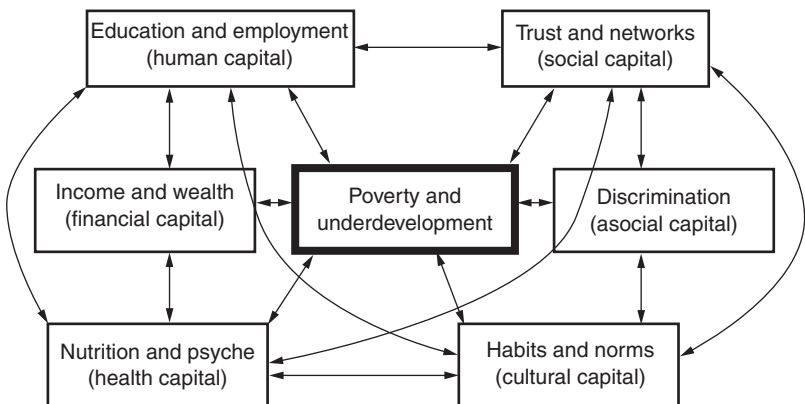 Education and employment
(human capital)
Trust and networks
(social capital)
Income and wealth
(financial capital)
Poverty and
underdevelopment
Discrimination
(asocial capital)
Nutrition and psyche
(health capital)
Habits and norms
(cultural capital)